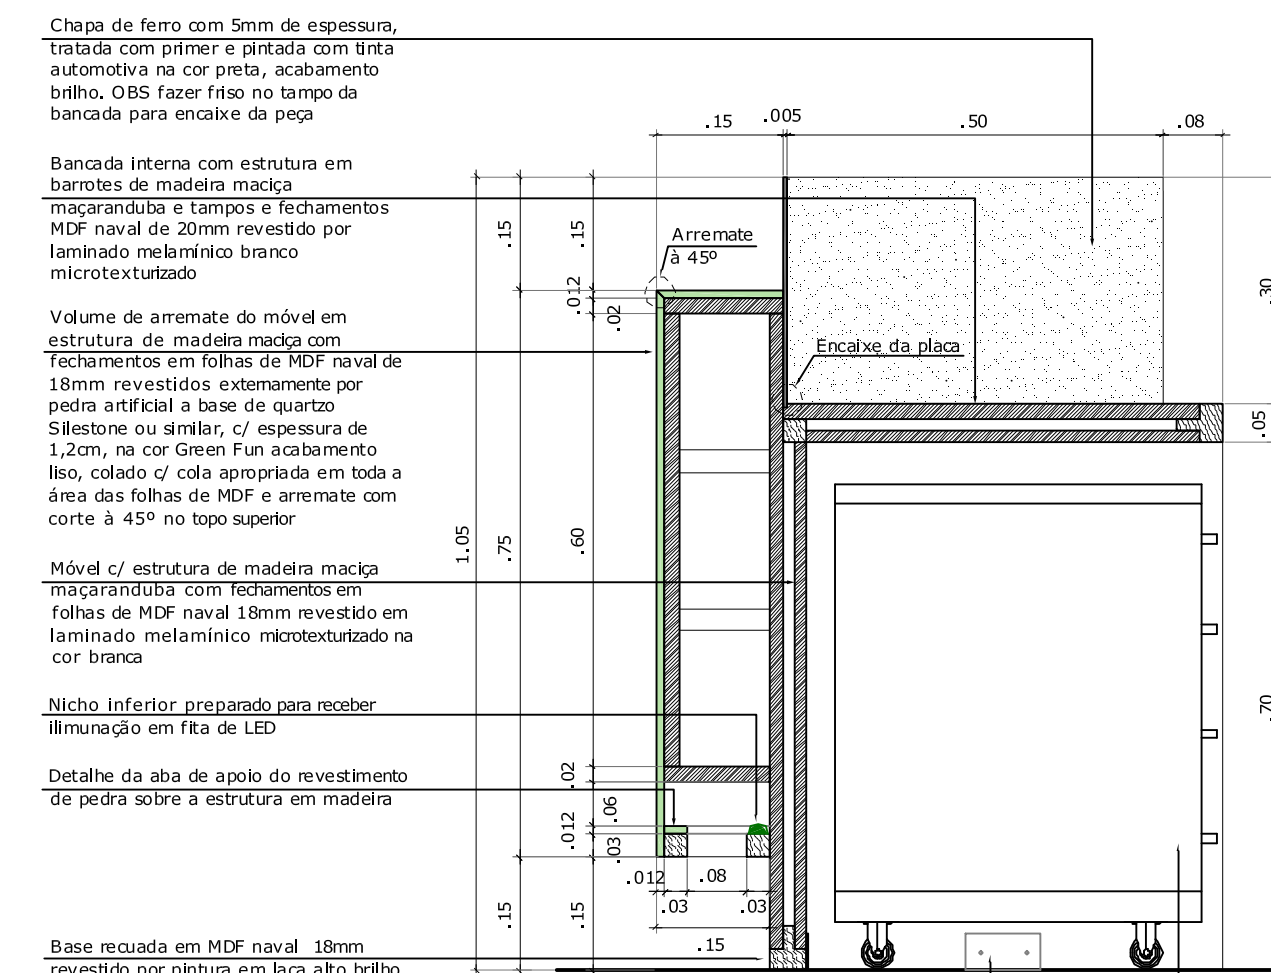 Chapa de ferro com 5mm de espessura,
tratada com primer e pintada com tinta
automotiva na cor preta, acabamento
brilho. OBS fazer friso no tampo da
bancada para encaixe da peça
Bancada interna com estrutura em
barrotes de madeira maciça
maçaranduba e tampos e fechamentos
MDF naval de 20mm revestido por
laminado melamínico branco
microtexturizado
Volume de arremate do móvel em
estrutura de madeira maciça com
fechamentos em folhas de MDF naval de
18mm revestidos externamente por
pedra artificial a base de quartzo
Silestone ou similar, c/ espessura de
1,2cm, na cor Green Fun acabamento
liso, colado c/ cola apropriada em toda a
área das folhas de MDF e arremate com
corte à 45º no topo superior
Móvel c/ estrutura de madeira maciça
maçaranduba com fechamentos em
folhas de MDF naval 18mm revestido em
laminado melamínico microtexturizado na
cor branca
Nicho inferior preparado para receber
ilimunação em fita de LED
Detalhe da aba de apoio do revestimento
de pedra sobre a estrutura em madeira
Base recuada em MDF naval 18mm
revestido por pintura em laca alto brilho
.15
.005
.50
.08
.15
.15
Arremate
à 45º
.012
.02
.30
Encaixe da placa
.05
1.05
.75
.60
.70
.02
.06
.012
.03
.012
.08
.03
.03
.15
.15
.15